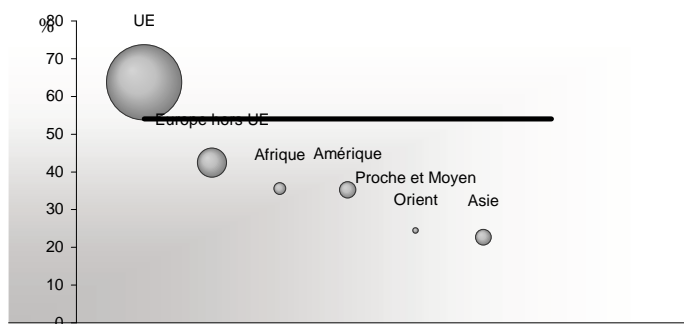 %
80
UE
70
60
50
Europe hors UE
40
Afrique
Amérique
Proche et Moyen
Orient
Asie
30
20
10
0